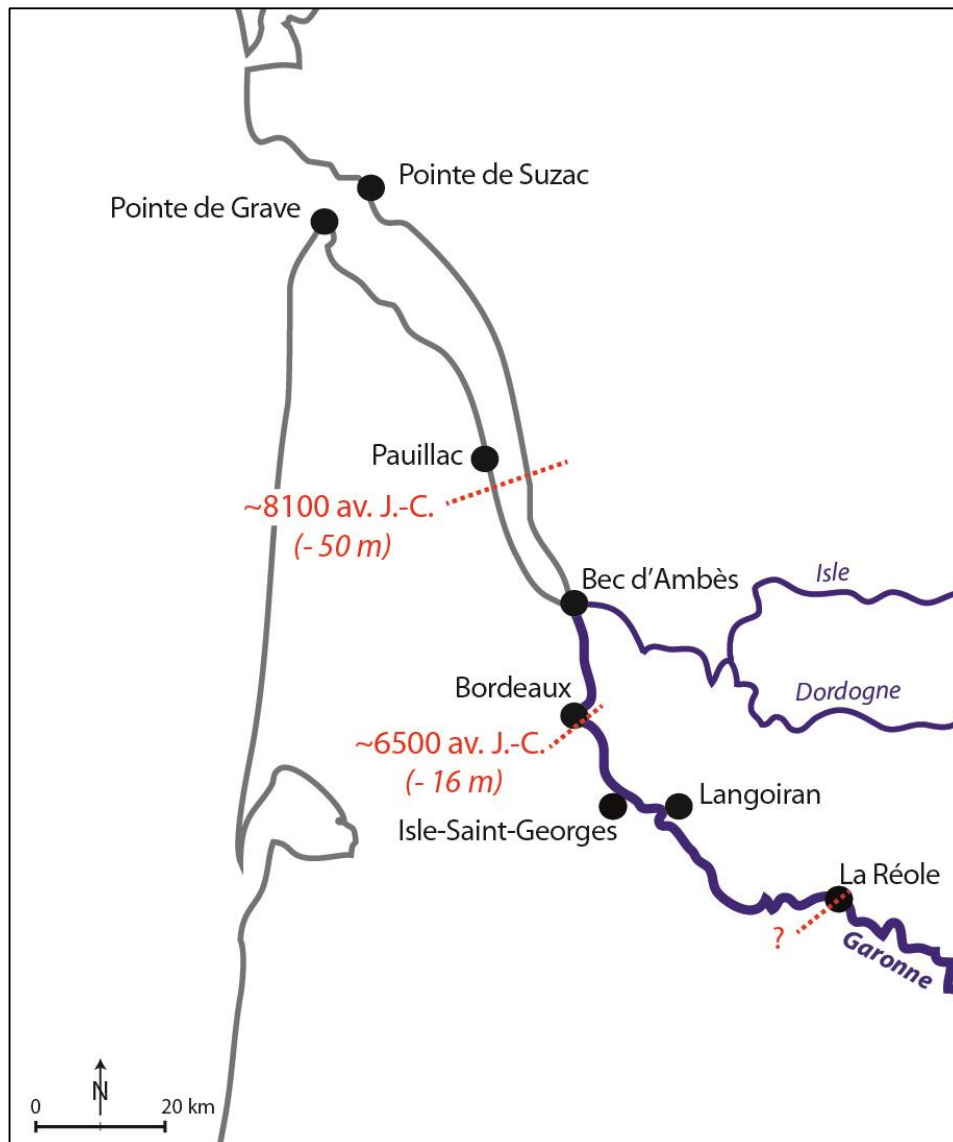 Pointe de Suzac
Pointe de Grave
Pauillac
~8100 av. J.-C.
(- 50 m)
Bec d’Ambès
Isle
Bordeaux
Dordogne
~6500 av. J.-C.
(- 16 m)
Langoiran
Isle-Saint-Georges
La Réole
?
Garonne
N
0 20 km